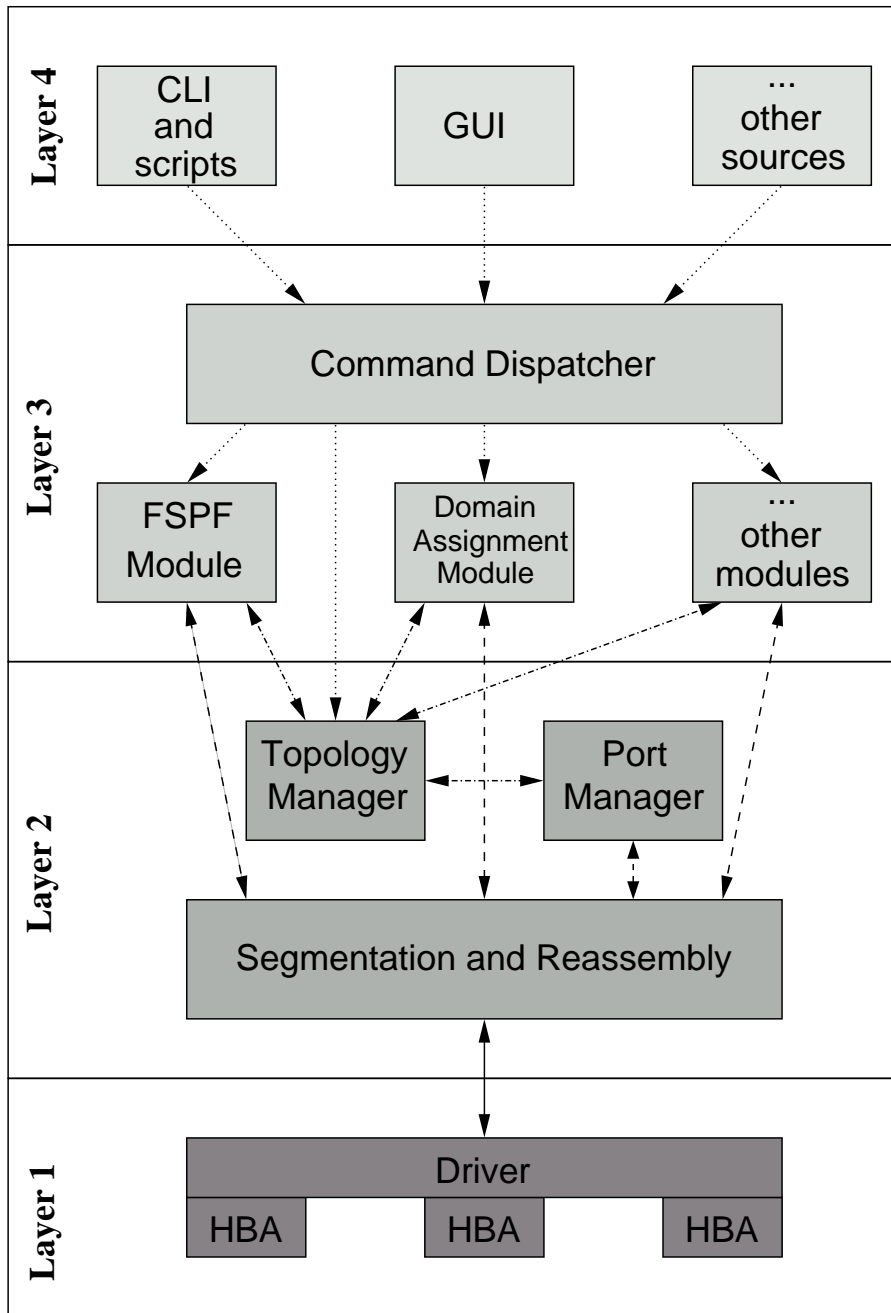 Layer 4
CLI
and
scripts
GUI
...
other
sources
Layer 3
Command Dispatcher
FSPF
Module
Domain
Assignment
Module
...
other
modules
Layer 2
Topology
Manager
Port
Manager
Segmentation and Reassembly
Layer 1
Driver
HBA
HBA
HBA